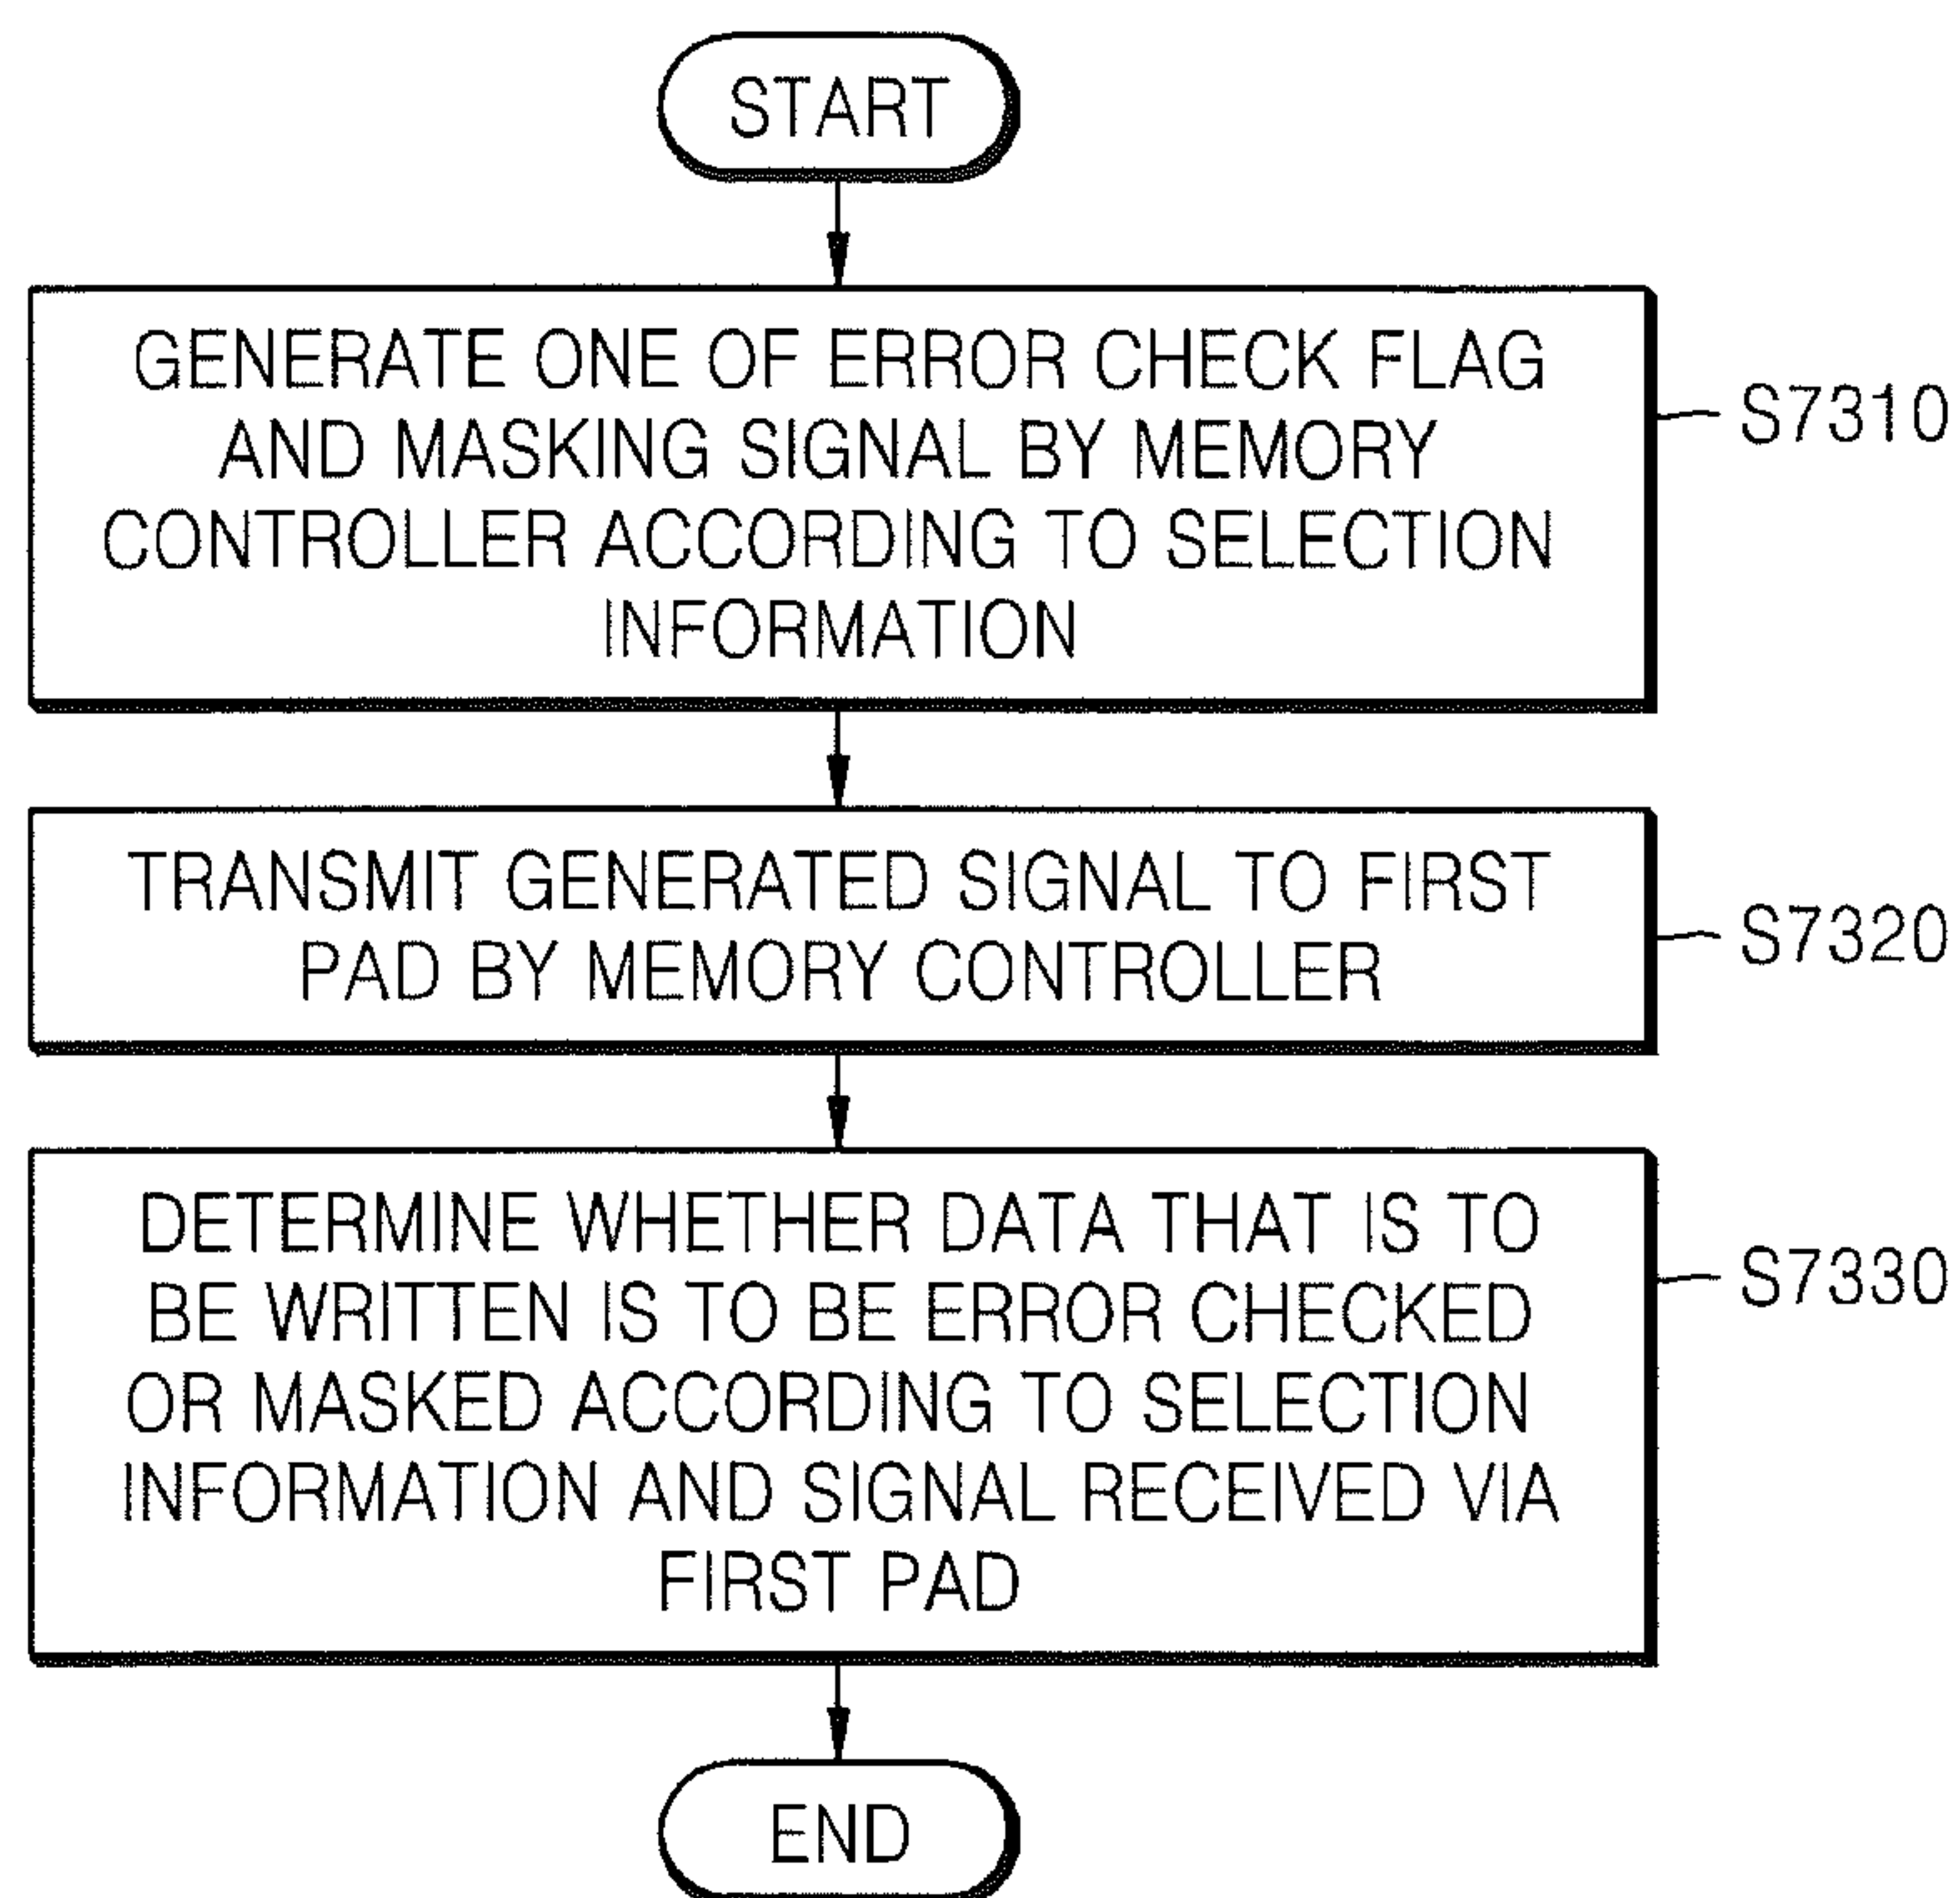 START
GENERATE ONE OF ERROR CHECK FLAG
AND MASKING SIGNAL BY MEMORY
CONTROLLER ACCORDING TO SELECTION
INFORMATION
S7310
TRANSMIT GENERATED SIGNAL TO FIRST
PAD BY MEMORY CONTROLLER
S7320
DETERMINE WHETHER DATA THAT IS TO
BE WRITTEN IS TO BE ERROR CHECKED
OR MASKED ACCORDING TO SELECTION
INFORMATION AND SIGNAL RECEIVED VIA
FIRST PAD
S7330
END